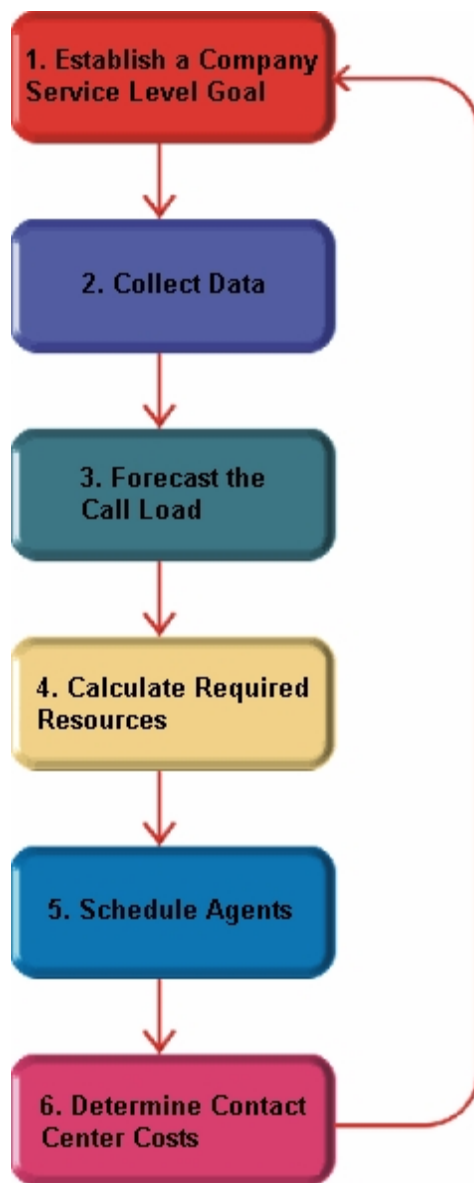 1. Establish a Company
Service Level Goal
2. Collect Data
3. Forecast the
Call Load
4. Calculate Required
Resources
5. Schedule Agents
6. Determine Contact
Center Costs